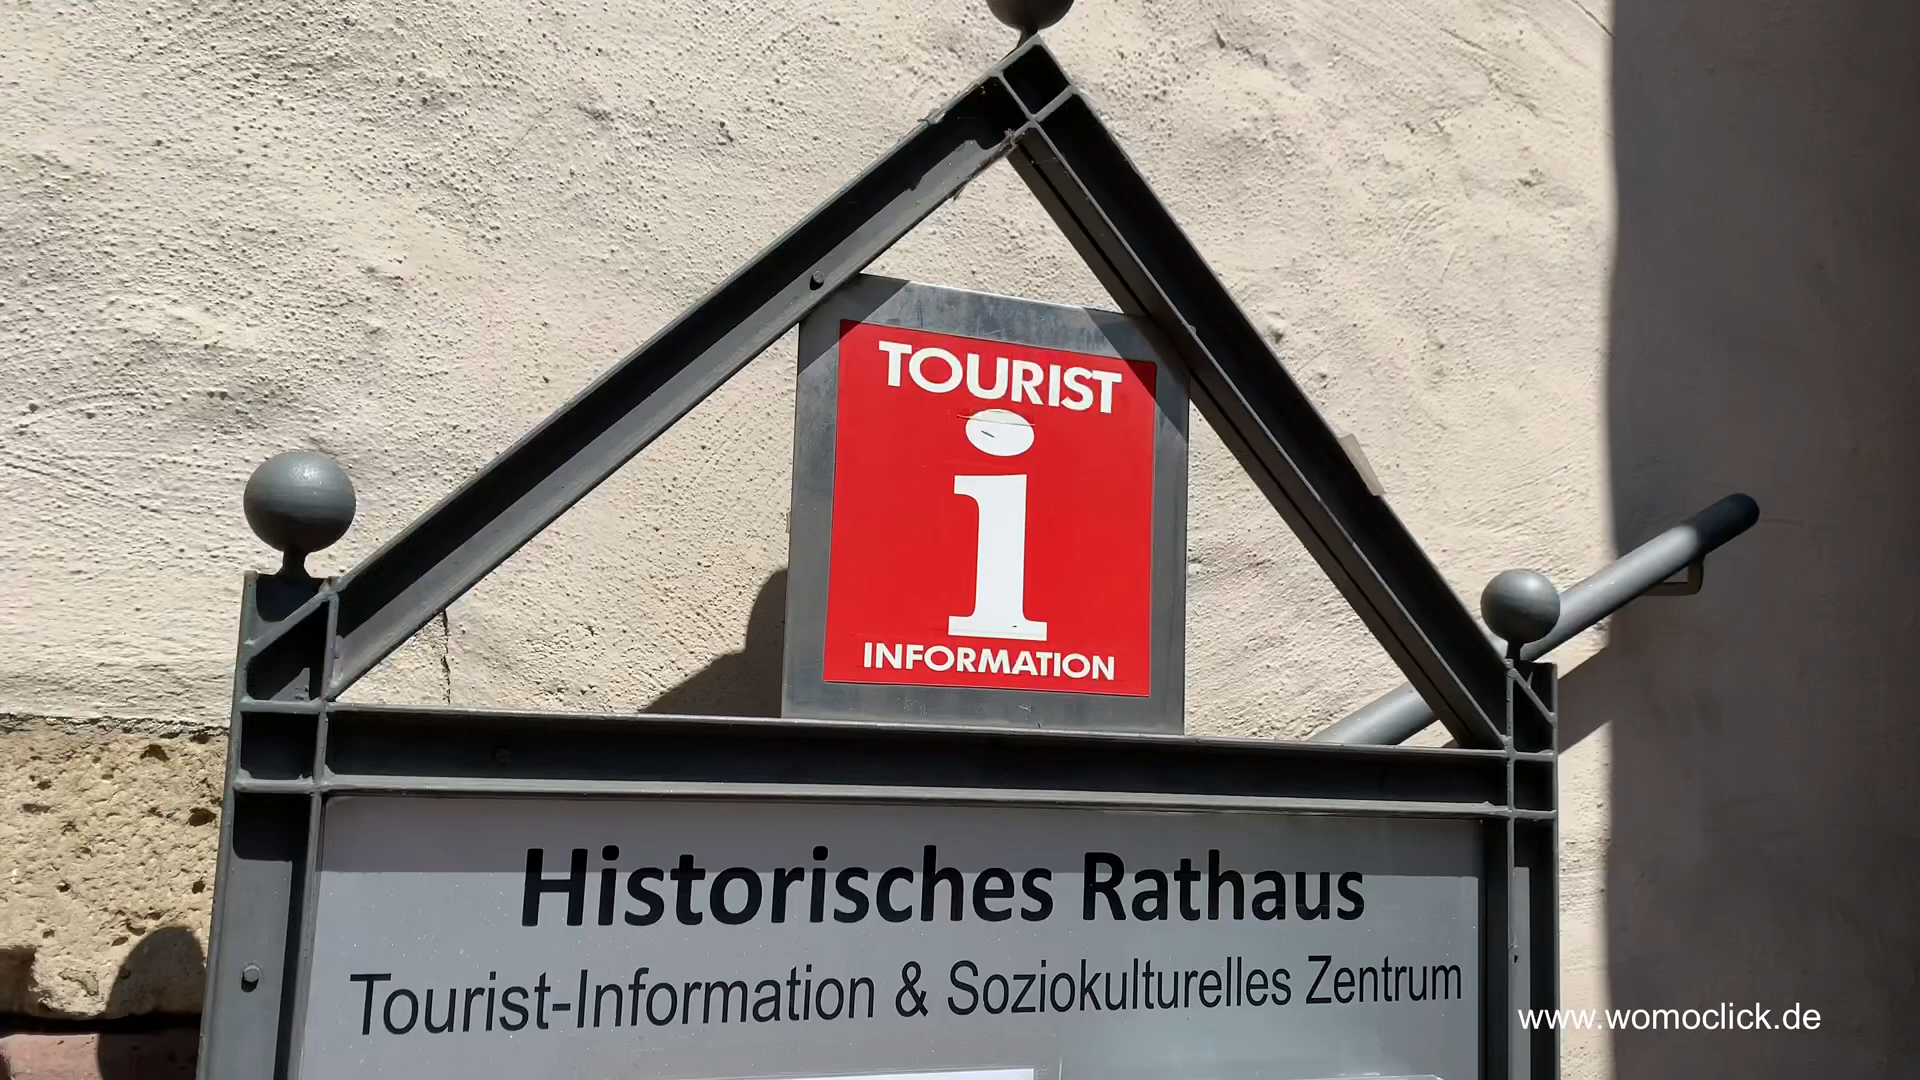 TOURIST
i
INFORMATION
Historisches Rathaus
Tourist-Information & Soziokulturelles Zentrum
www.womoclick.de